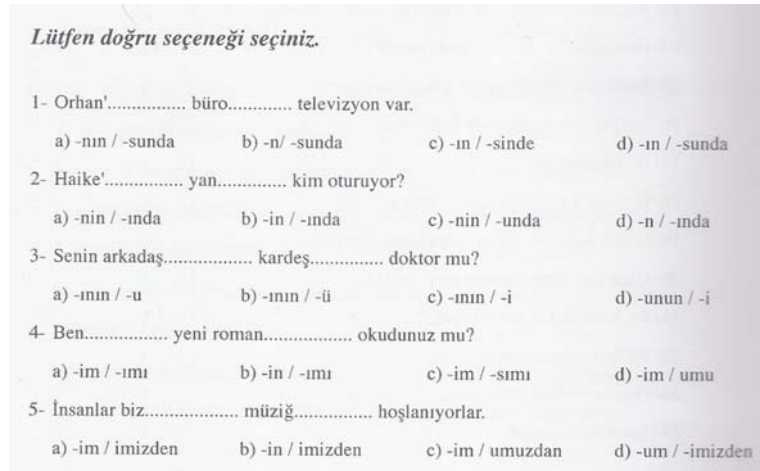 Lütfen doğru seçeneği seçiniz.
1- Orhan'............... büro............. televizyon var.
a) -nın / -sunda b) -n/ -sunda c) -ın / -sinde d) -ın / -sunda
2- Haike'............... yan.............. kim oturuyor?
a) -nin / -ında b) -in / -ında c) -nin / -unda d) -n / -ında
3- Senin arkadaş................. kardeş.............. doktor mu?
a) -ının / -u b) -ının / -ü c) -ının / -i d) -unun / -i
4- Ben................ yeni roman................. okudunuz mu?
a) -im / -ımı b) -in / -ımı c) -im / -sımı d) -im / umu
5- İnsanlar biz.................. müziğ............... hoşlanıyorlar.
a) -im / imizden b) -in / imizden c) -im / umuzdan d) -um / -imizden